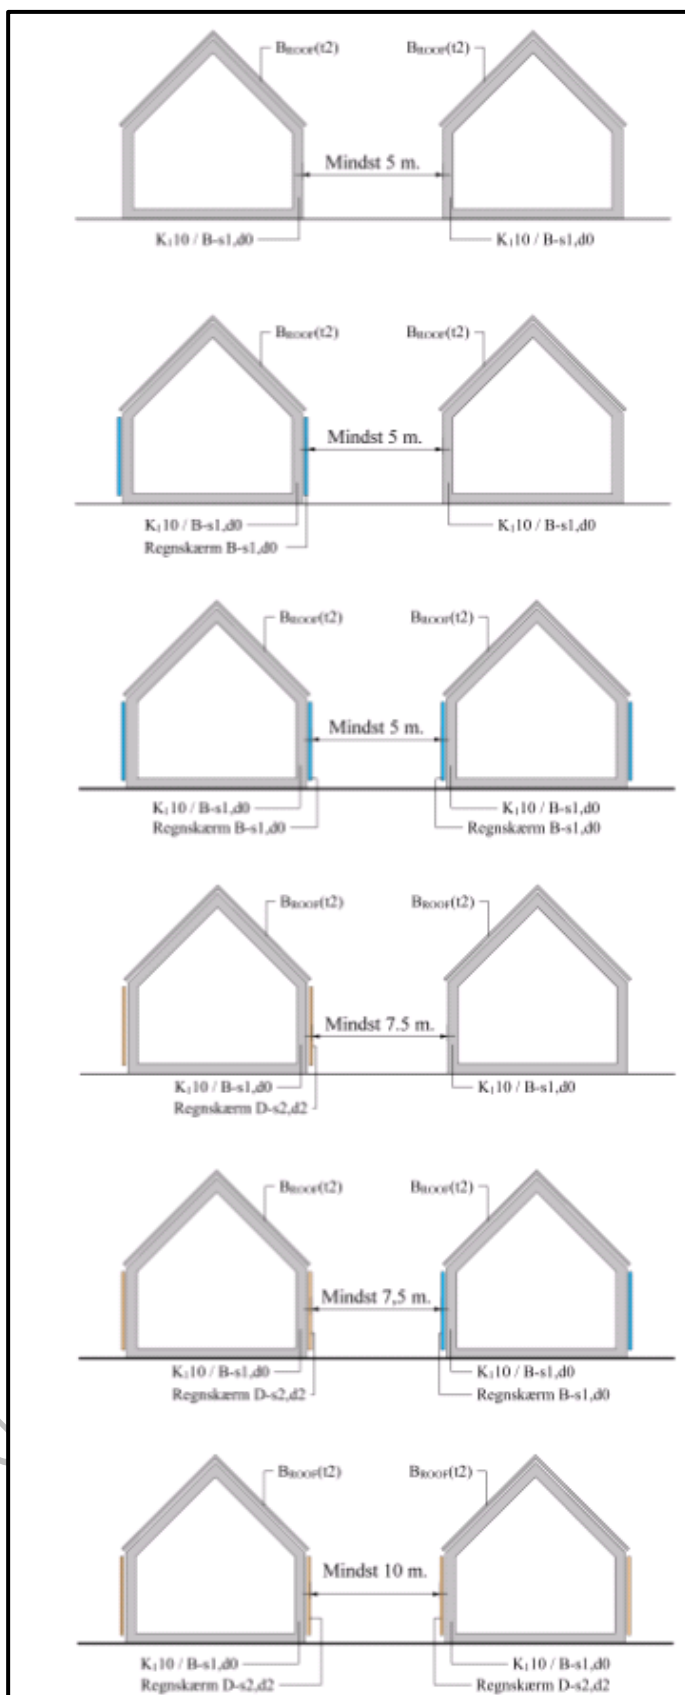 BROOF(t2) BROOF(t2)
Mindst 5 m.
K₁10 / B-s1,d0 K₁10 / B-s1,d0
BROOF(t2) BROOF(t2)
Mindst 5 m.
K₁10 / B-s1,d0 K₁10 / B-s1,d0
Regnskærm B-s1,d0
BROOF(t2) BROOF(t2)
Mindst 5 m.
K₁10 / B-s1,d0 K₁10 / B-s1,d0
Regnskærm B-s1,d0 Regnskærm B-s1,d0
BROOF(t2) BROOF(t2)
Mindst 7.5 m.
K₁10 / B-s1,d0 K₁10 / B-s1,d0
Regnskærm D-s2,d2
BROOF(t2) BROOF(t2)
Mindst 7,5 m.
K₁10 / B-s1,d0 K₁10 / B-s1,d0
Regnskærm D-s2,d2 Regnskærm B-s1,d0
BROOF(t2) BROOF(t2)
Mindst 10 m.
K₁10 / B-s1,d0 K₁10 / B-s1,d0
Regnskærm D-s2,d2 Regnskærm D-s2,d2